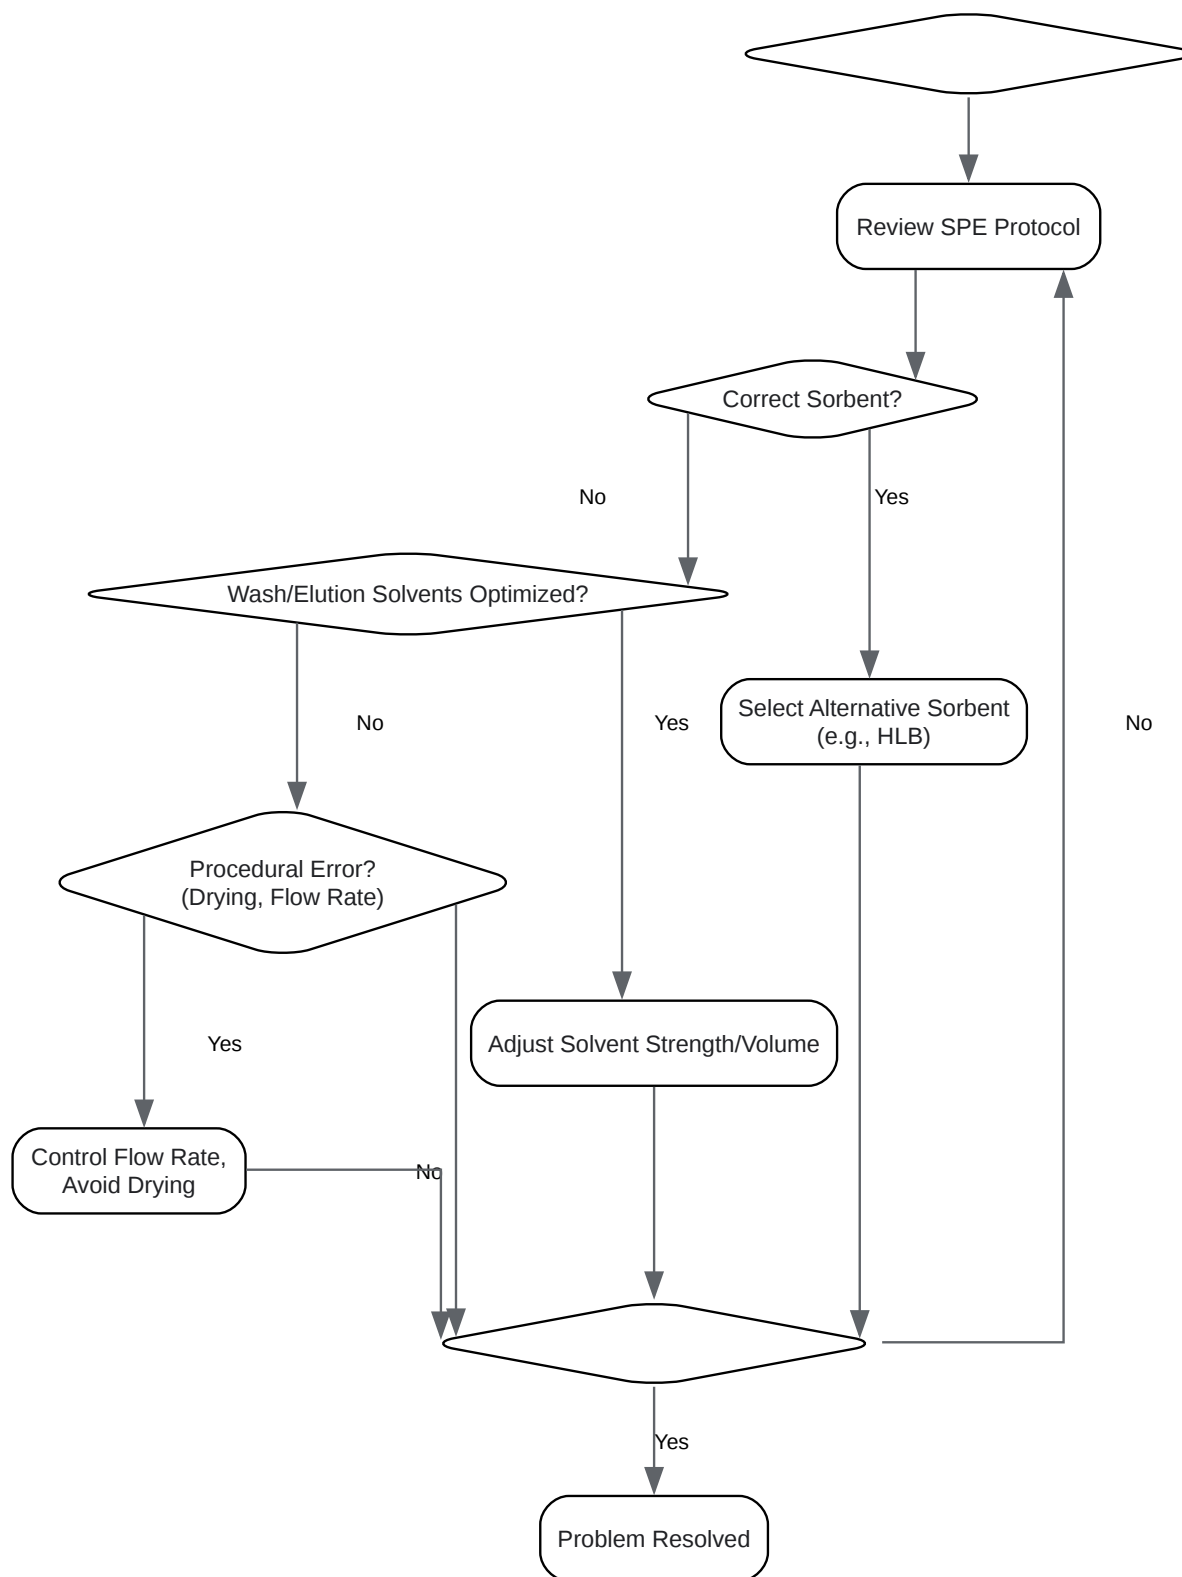 Review SPE Protocol
Correct Sorbent?
No
Yes
Wash/Elution Solvents Optimized?
Select Alternative Sorbent
(e.g., HLB)
No
Yes
No
Procedural Error?
(Drying, Flow Rate)
Adjust Solvent Strength/Volume
Yes
Control Flow Rate,
Avoid Drying
No
Yes
Problem Resolved